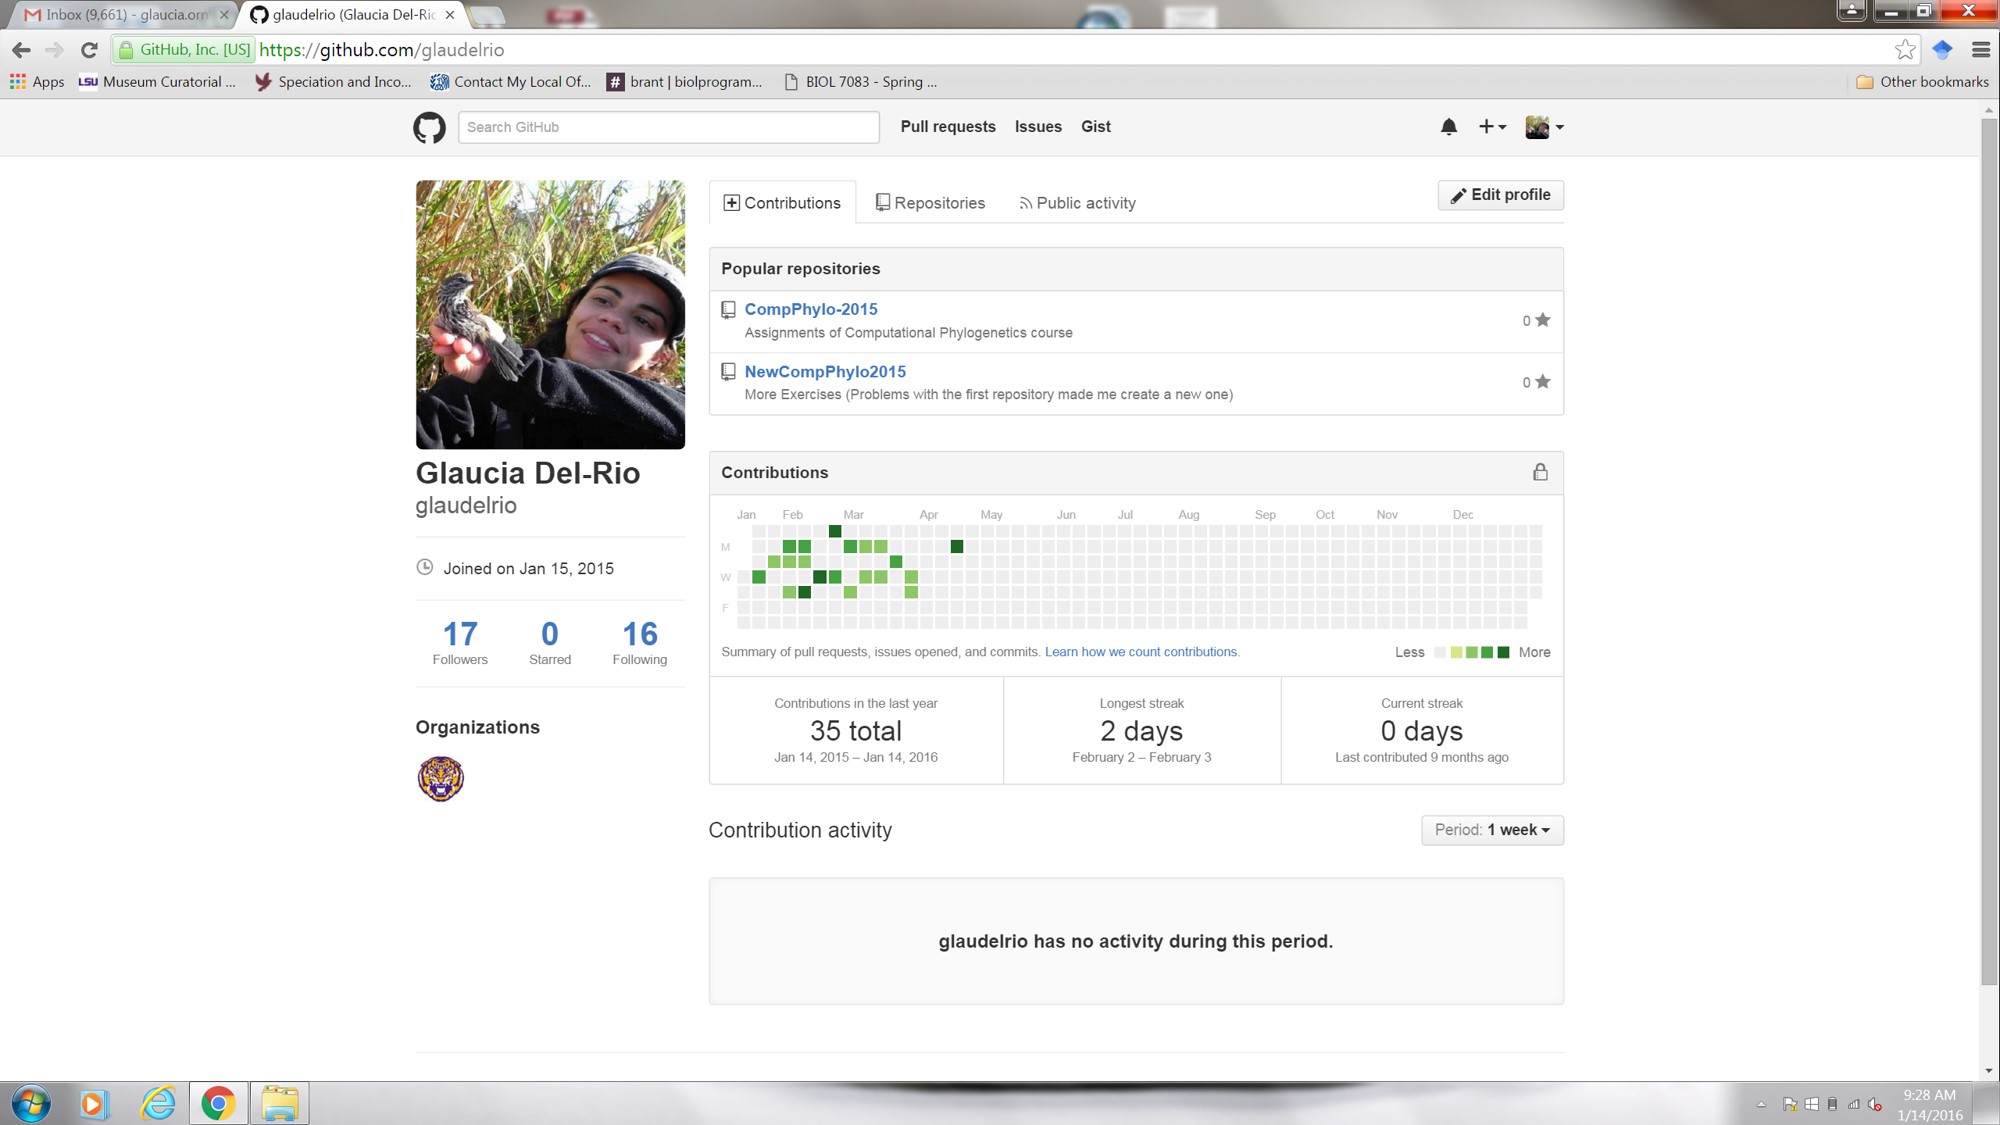 Inbox (9,661) - glaucia.orn
glaudelrio (Glaucia Del-Rio
GitHub, Inc. [US] https://github.com/glaudelrio
Apps LSU Museum Curatorial ... Speciation and Inco... Contact My Local Of... # brant | biolprogram... BIOL 7083 - Spring ... Other bookmarks
Search GitHub Pull requests Issues Gist
Contributions Repositories Public activity Edit profile
Popular repositories
CompPhylo-2015
Assignments of Computational Phylogenetics course
0
NewCompPhylo2015
More Exercises (Problems with the first repository made me create a new one)
0
Glaucia Del-Rio
glaudelrio
Joined on Jan 15, 2015
17 0 16
Followers Starred Following
Organizations
Contributions
Jan Feb Mar Apr May Jun Jul Aug Sep Oct Nov Dec
M
W
F
Summary of pull requests, issues opened, and commits. Learn how we count contributions. Less More
Contributions in the last year
35 total
Jan 14, 2015 – Jan 14, 2016
Longest streak
2 days
February 2 – February 3
Current streak
0 days
Last contributed 9 months ago
Contribution activity Period: 1 week
glaudelrio has no activity during this period.
9:28 AM
1/14/2016